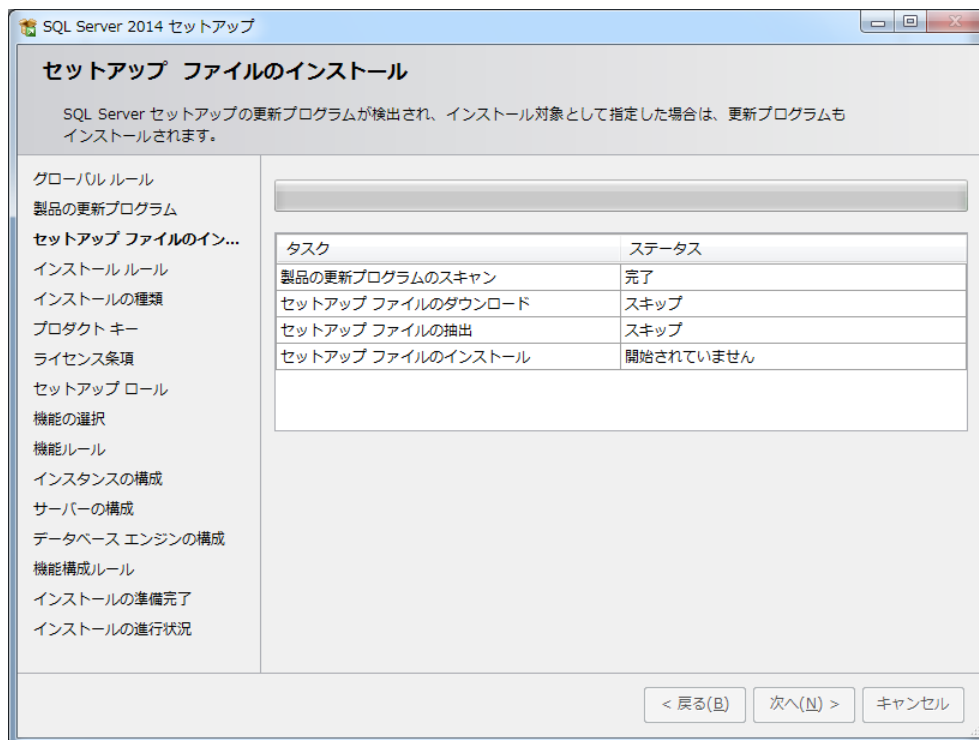 SQL Server 2014 セットアップ
セットアップ ファイルのインストール
SQL Server セットアップの更新プログラムが検出され、インストール対象として指定した場合は、更新プログラムも
インストールされます。
グローバル ルール
製品の更新プログラム
セットアップ ファイルのイン...
インストール ルール
インストールの種類
プロダクト キー
ライセンス条項
セットアップ ロール
機能の選択
機能ルール
インスタンスの構成
サーバーの構成
データベース エンジンの構成
機能構成ルール
インストールの準備完了
インストールの進行状況
タスク ステータス
製品の更新プログラムのスキャン 完了
セットアップ ファイルのダウンロード スキップ
セットアップ ファイルの抽出 スキップ
セットアップ ファイルのインストール 開始されていません
< 戻る(B) 次へ(N) > キャンセル